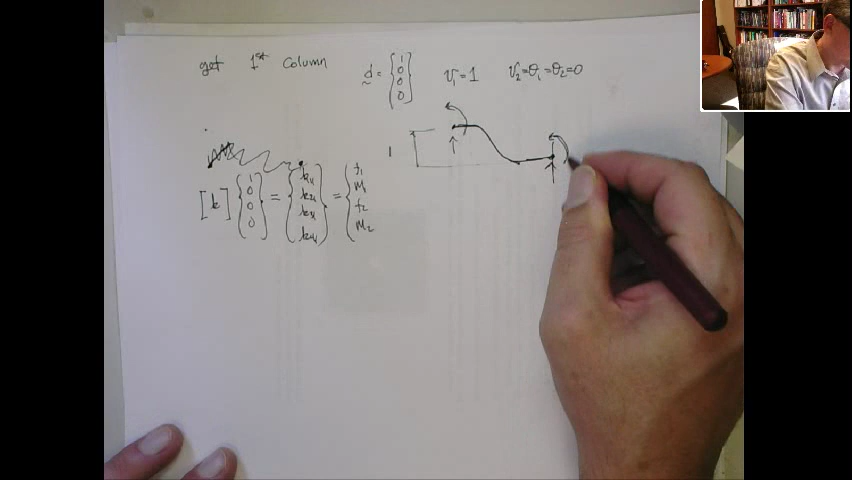 get 1st Column d = {1 0 0 0} v₁=1 v₂=θ₁=θ₂=0
1
[k] {1 0 0 0} = {k₁₁ k₂₁ k₃₁ k₄₁} = {f₁ m₁ f₂ m₂}